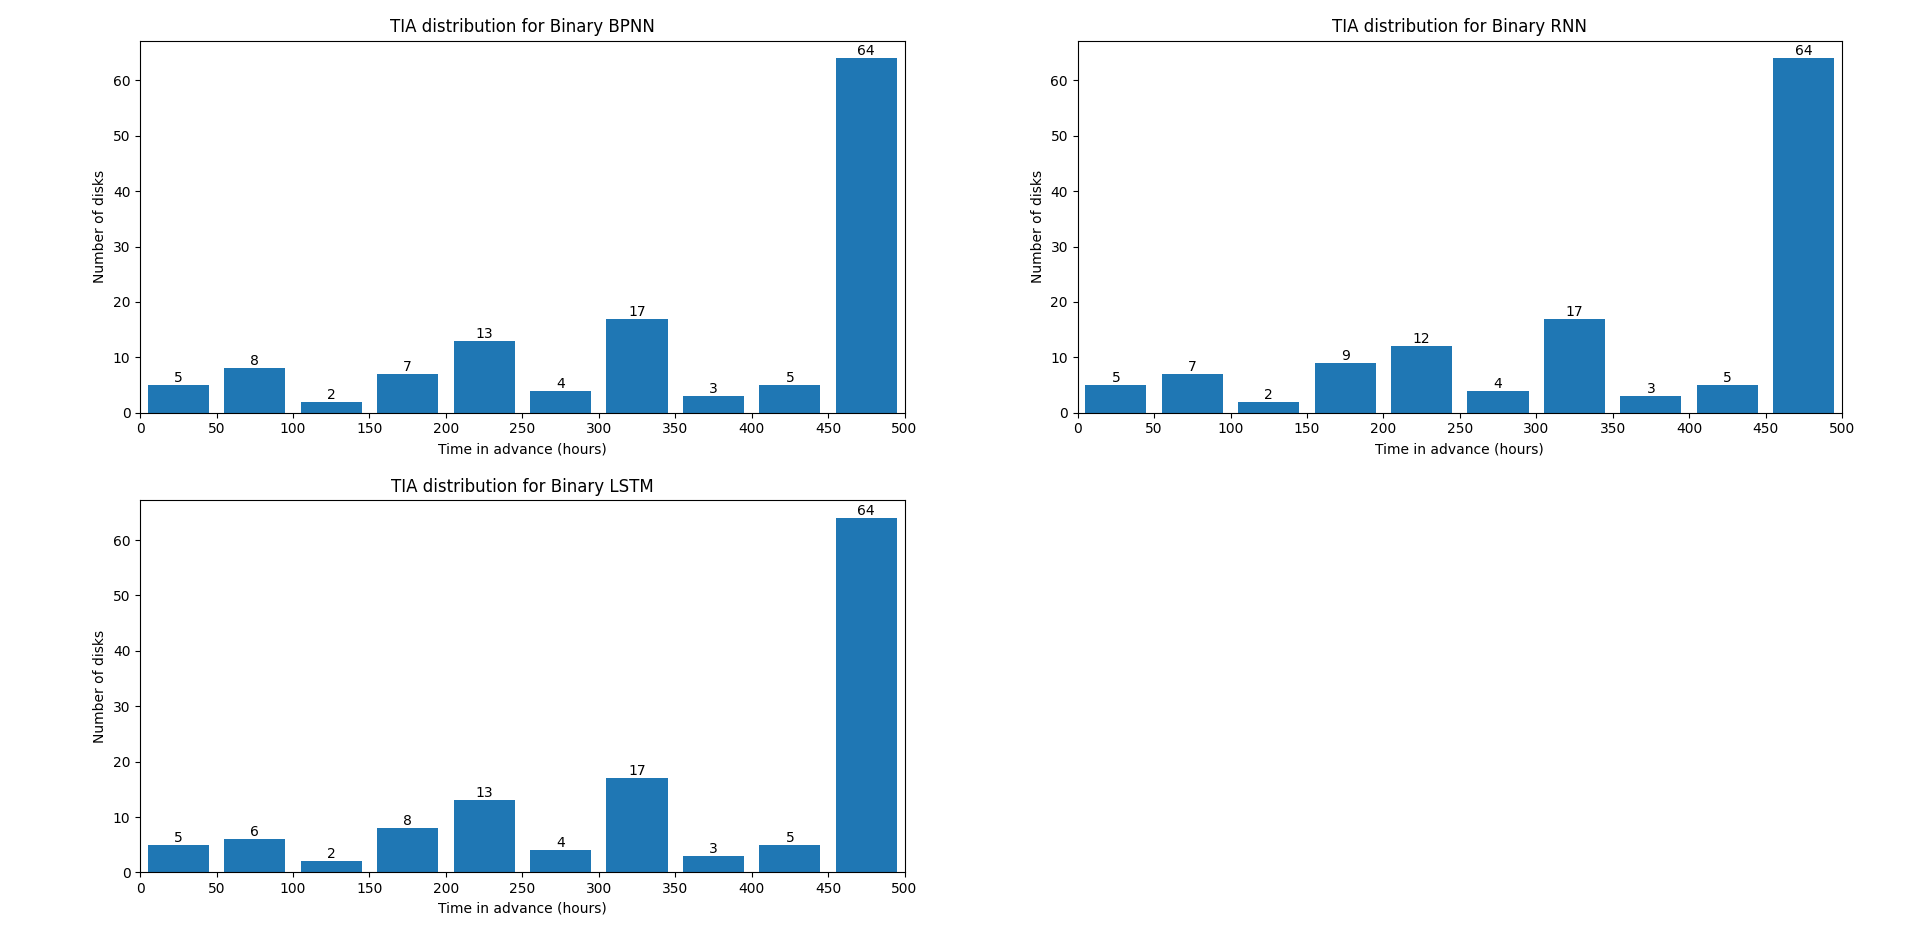 TIA distribution for Binary BPNN
64
60
50
40
30
20
10
0
Number of disks
5 8 2 7 13 4 17 3 5
0 50 100 150 200 250 300 350 400 450 500
Time in advance (hours)
TIA distribution for Binary RNN
64
60
50
40
30
20
10
0
Number of disks
5 7 2 9 12 4 17 3 5
0 50 100 150 200 250 300 350 400 450 500
Time in advance (hours)
TIA distribution for Binary LSTM
64
60
50
40
30
20
10
0
Number of disks
5 6 2 8 13 4 17 3 5
0 50 100 150 200 250 300 350 400 450 500
Time in advance (hours)